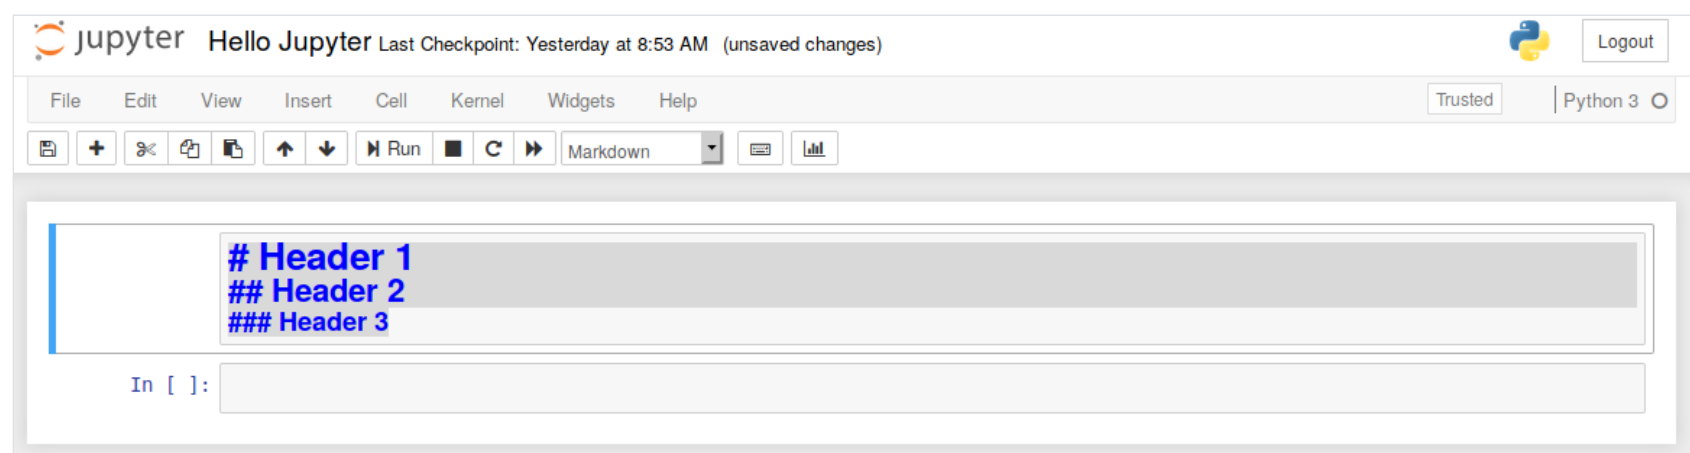 jupyter Hello Jupyter Last Checkpoint: Yesterday at 8:53 AM (unsaved changes) Logout
File Edit View Insert Cell Kernel Widgets Help Trusted Python 3
Run Markdown
# Header 1
## Header 2
### Header 3
In [ ]: